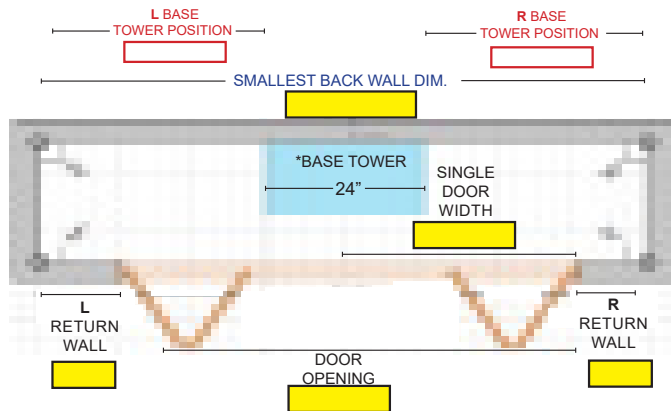 L BASE
TOWER POSITION
R BASE
TOWER POSITION
SMALLEST BACK WALL DIM.
*BASE TOWER
24”
SINGLE
DOOR
WIDTH
L
RETURN
WALL
R
RETURN
WALL
DOOR
OPENING